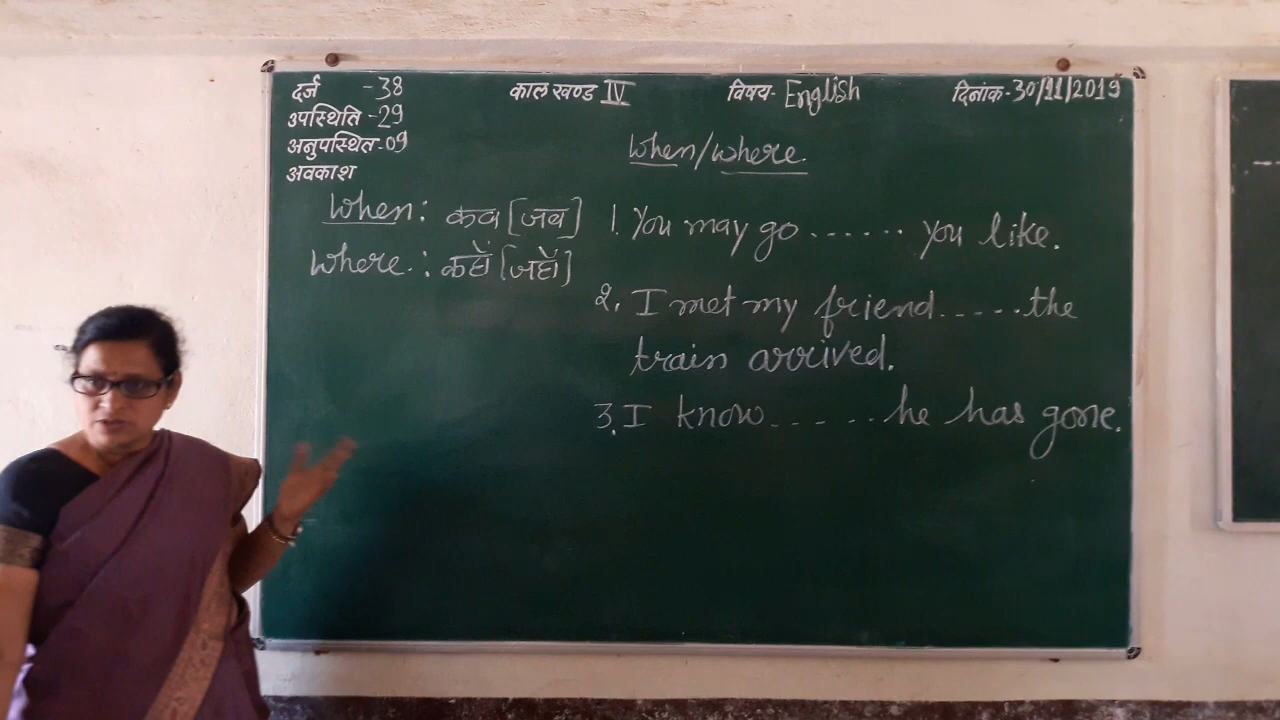 दर्ज -38 काल खण्ड IV विषय- English दिनांक-30/11/2019
उपस्थिति -29
अनुपस्थित-09
अवकाश
When/Where.
When: कब [जब]
Where.: कहाँ [जहाँ]
1. You may go ...... you like.
2. I met my friend.....the
train arrived.
3. I know......he has gone.